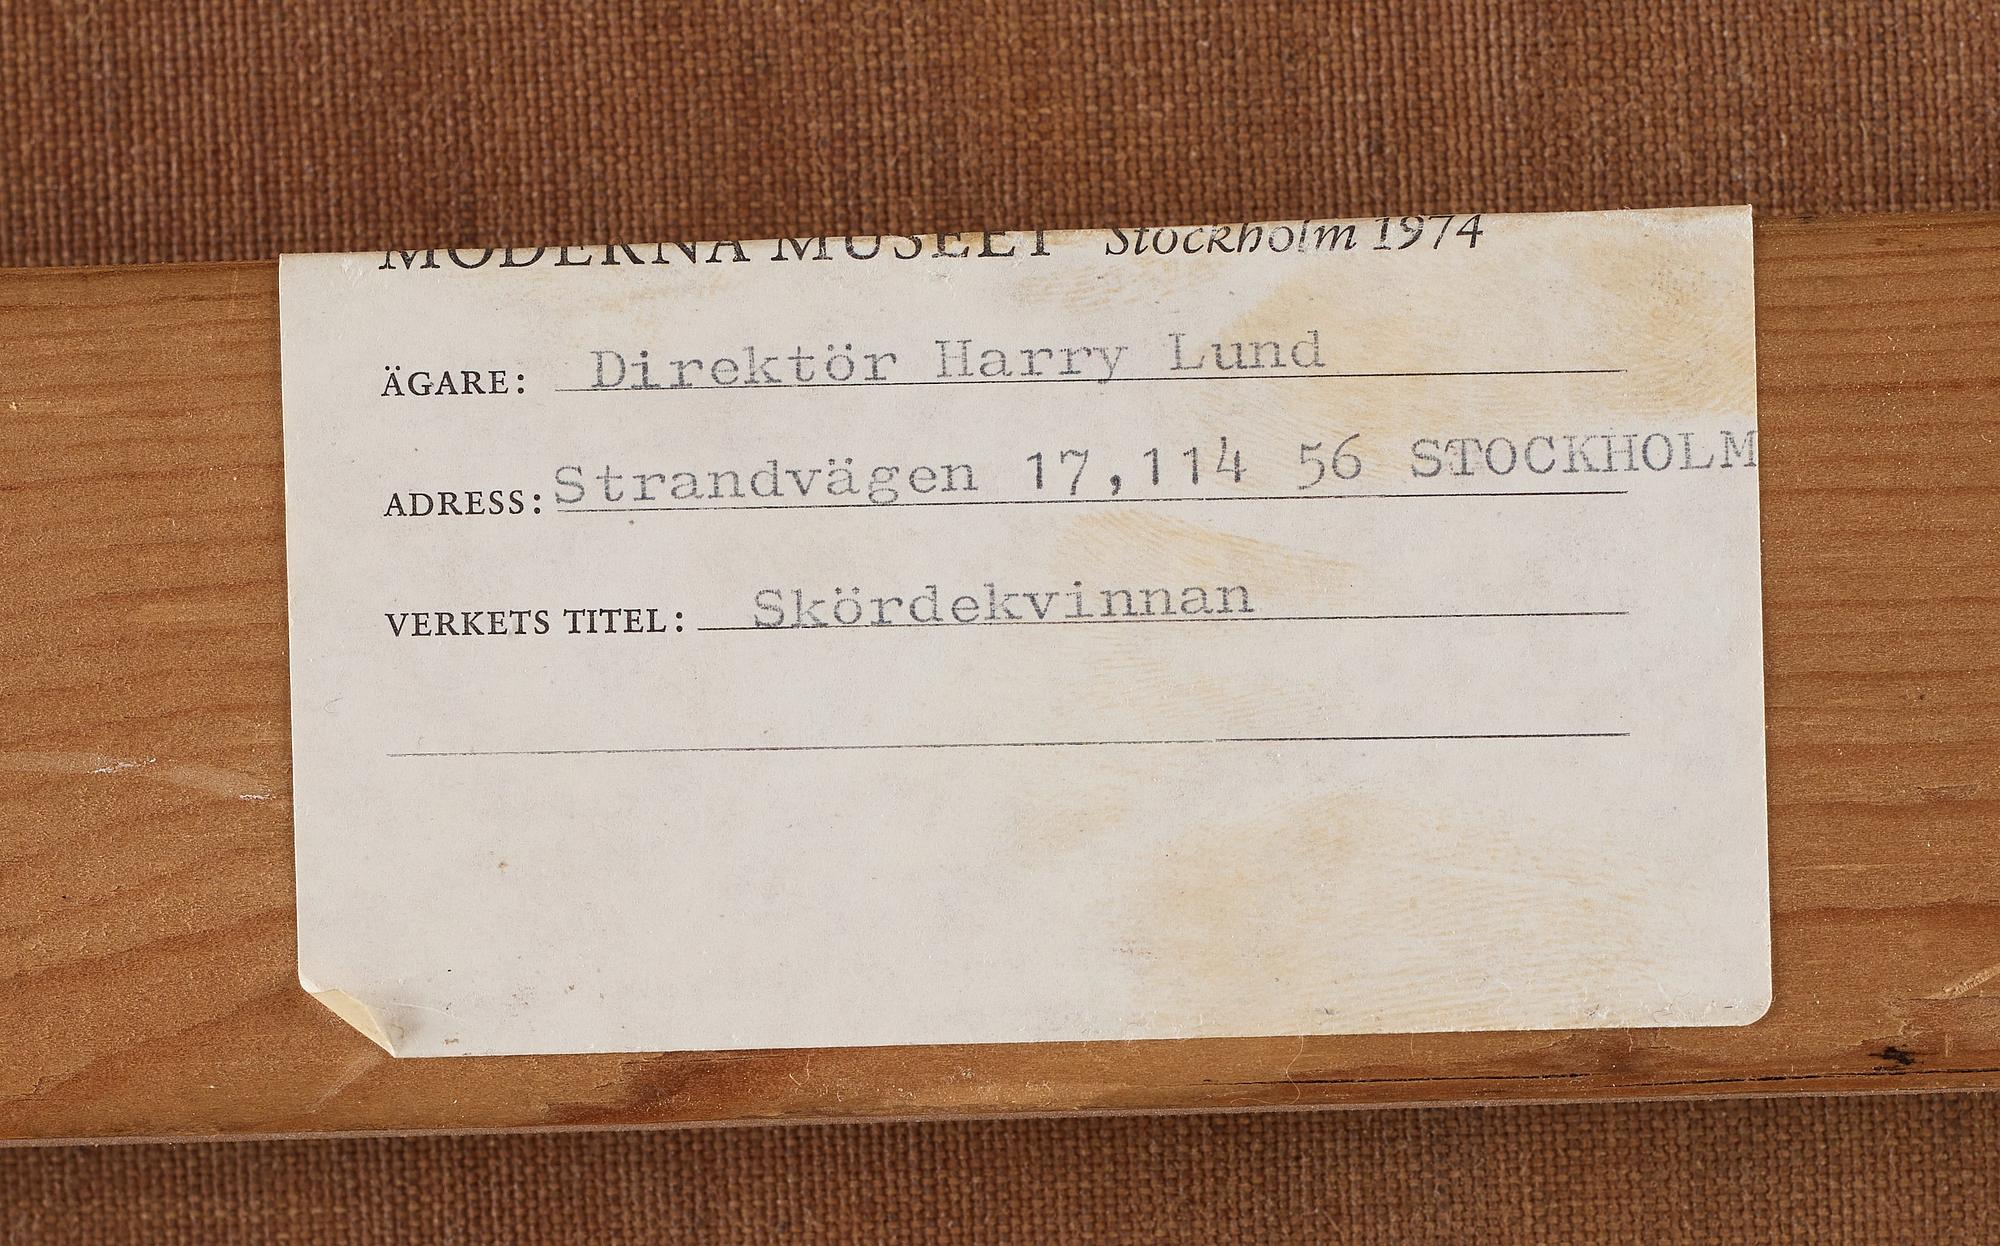 MODERNA MUSEET Stockholm 1974
ÄGARE: Direktör Harry Lund
ADRESS: Strandvägen 17,114 56 STOCKHOLM
VERKETS TITEL: Skördekvinnan